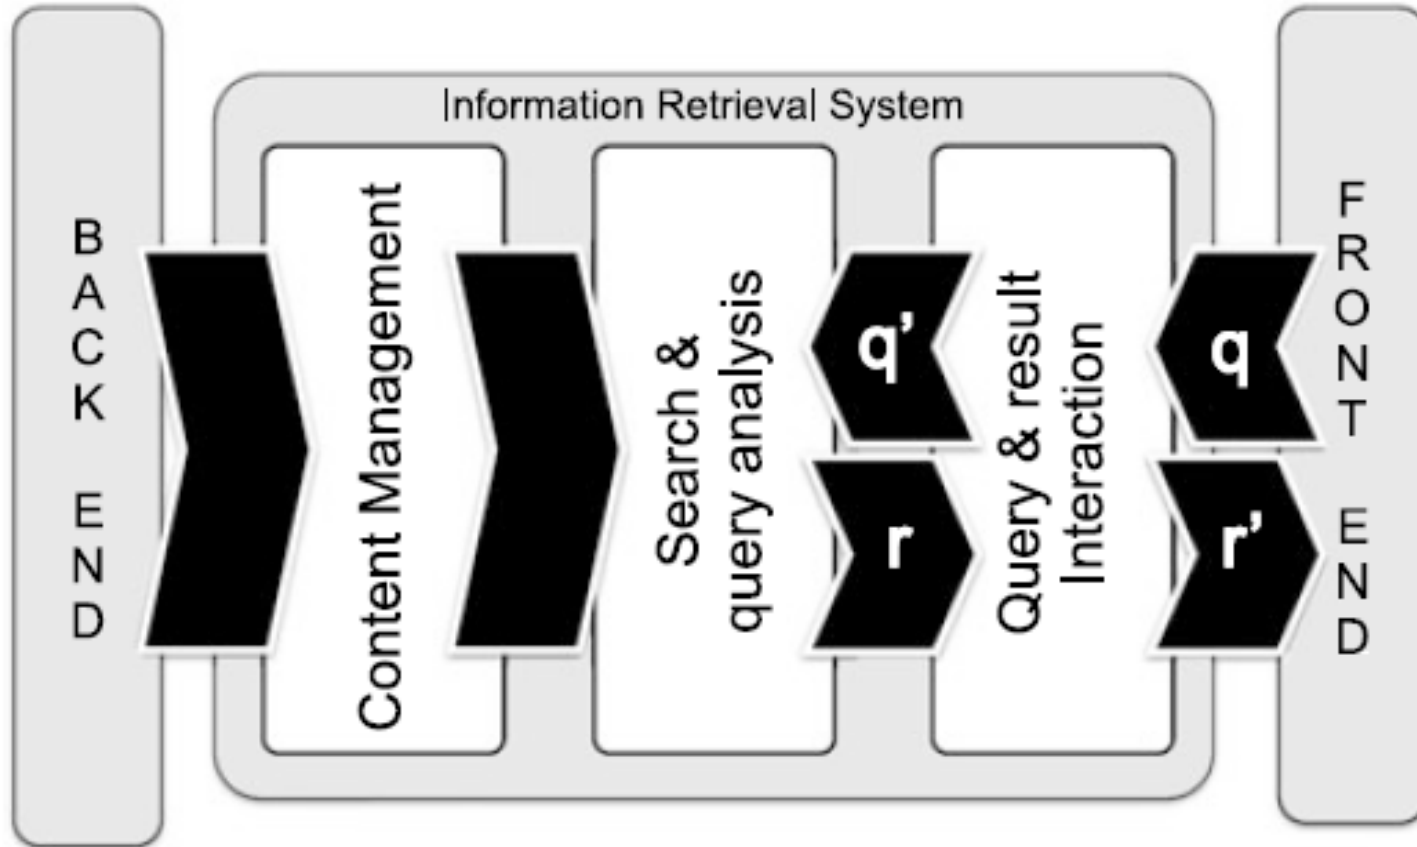 Information Retrieval System
BACK END
Content Management
Search &
query analysis
q’
r
Query & result
Interaction
q
r’
FRONT END